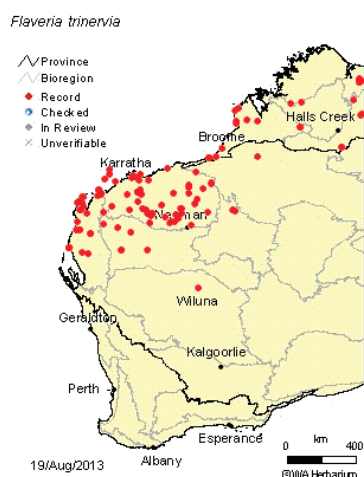 Flaveria trinervia
Province
Bioregion
Record
Checked
In Review
Unverifiable
Halls Creek
Broome
Karratha
Newman
Wiluna
Geraldton
Kalgoorlie
Perth
Esperance
Albany
0 km 400
19/Aug/2013
©WA Herbarium